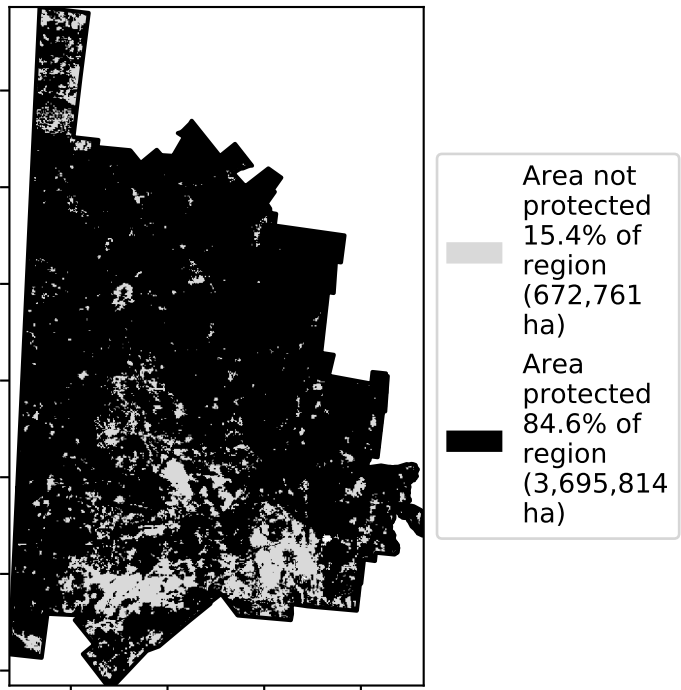 Area not
protected
15.4% of
region
(672,761
ha)
Area
protected
84.6% of
region
(3,695,814
ha)